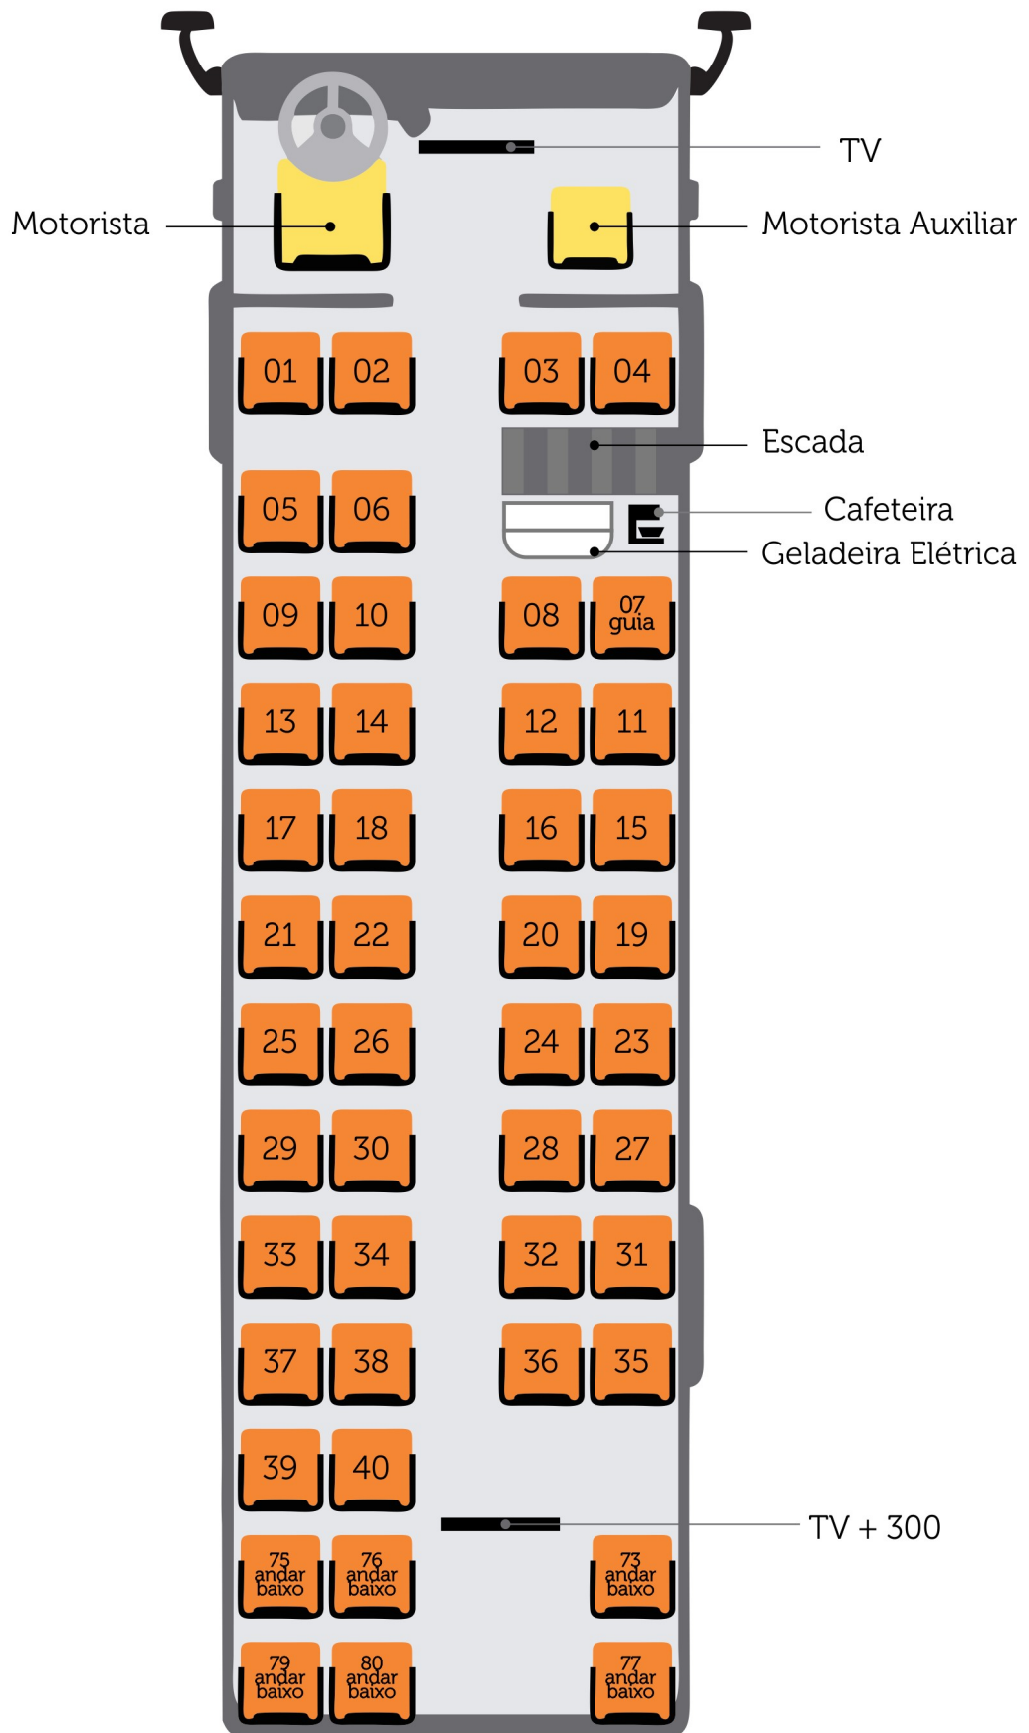 TV
Motorista
Motorista Auxiliar
01 02 03 04
Escada
05 06
Cafeteira
Geladeira Elétrica
09 10 08 07
guia
13 14 12 11
17 18 16 15
21 22 20 19
25 26 24 23
29 30 28 27
33 34 32 31
37 38 36 35
39 40
TV + 300
75
andar
baixo
76
andar
baixo
73
andar
baixo
79
andar
baixo
80
andar
baixo
77
andar
baixo